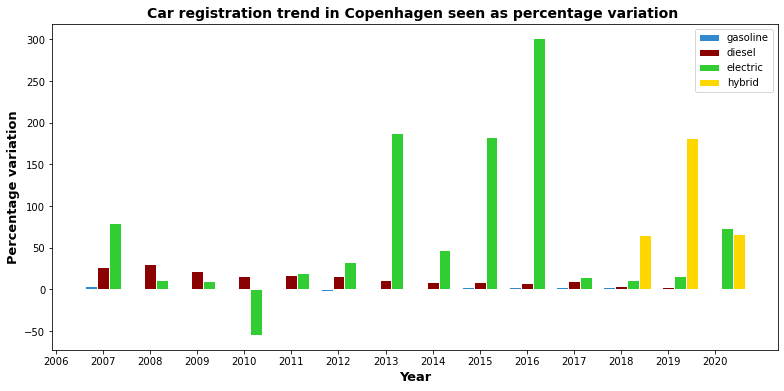 Car registration trend in Copenhagen seen as percentage variation
gasoline
diesel
electric
hybrid
Percentage variation
300
250
200
150
100
50
0
−50
2006 2007 2008 2009 2010 2011 2012 2013 2014 2015 2016 2017 2018 2019 2020
Year